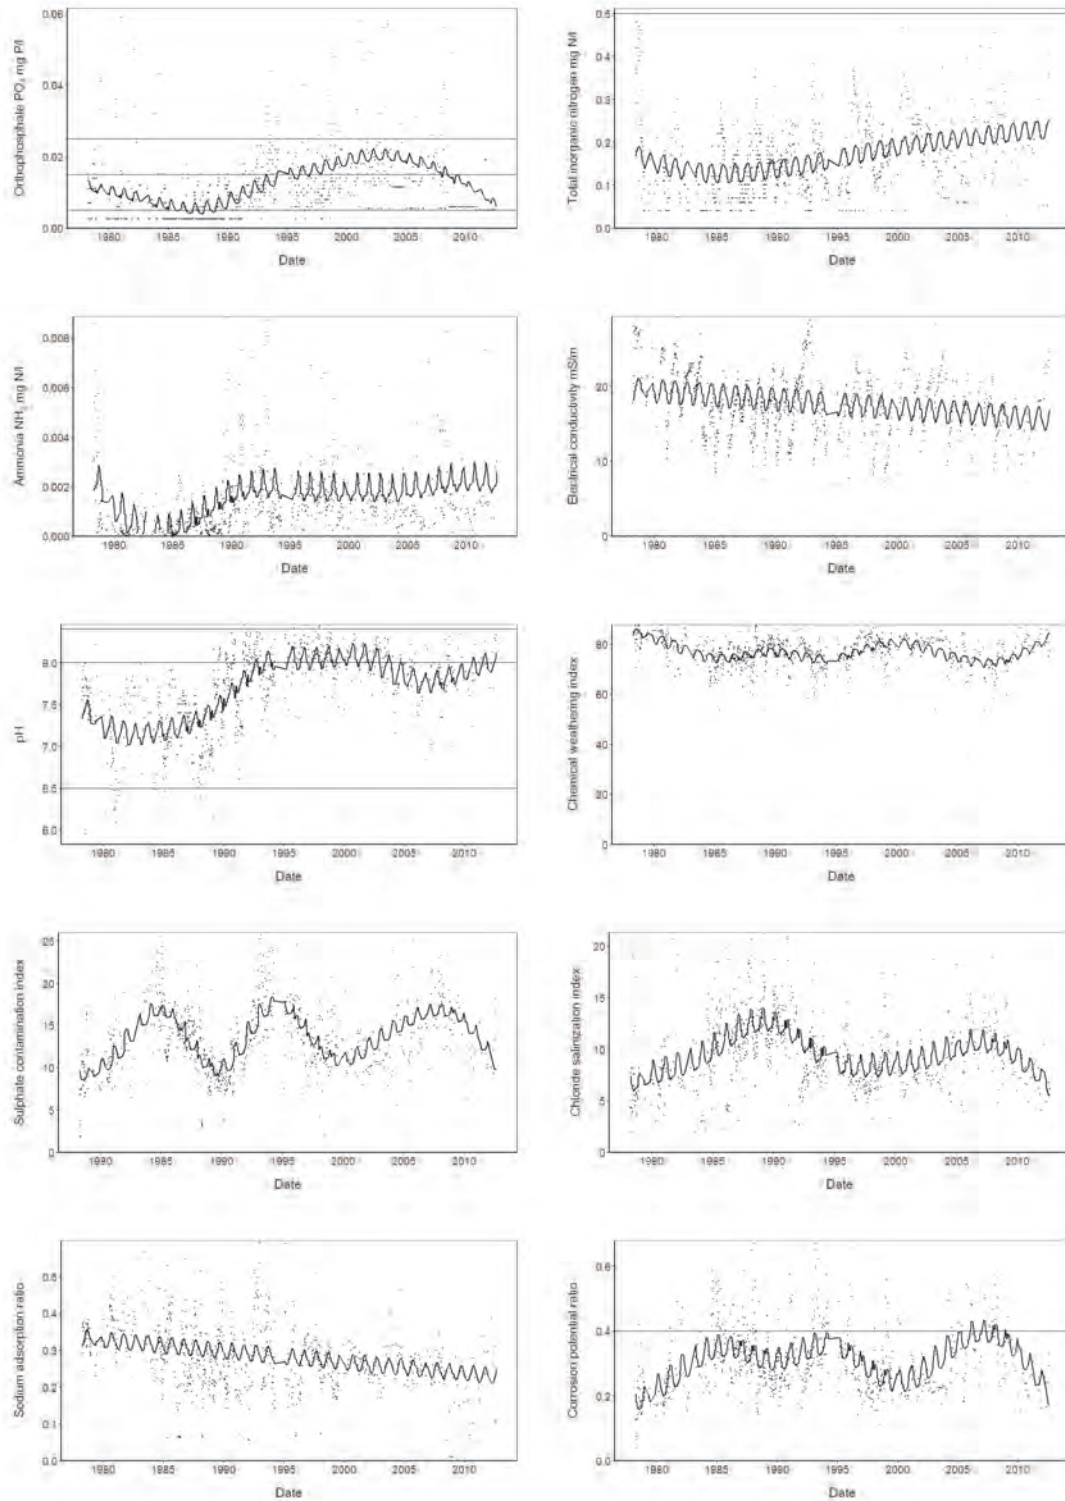 Orthophosphate PO4 mg P/l
0.06
0.04
0.02
0.00
1980 1985 1990 1995 2000 2005 2010
Date
Total inorganic nitrogen mg N/l
0.5
0.4
0.3
0.2
0.1
0.0
1980 1985 1990 1995 2000 2005 2010
Date
Ammonia NH3 mg N/l
0.008
0.006
0.004
0.002
0.000
1980 1985 1990 1995 2000 2005 2010
Date
Electrical conductivity mS/m
20
10
0
1980 1985 1990 1995 2000 2005 2010
Date
pH
8.0
7.5
7.0
6.5
6.0
1980 1985 1990 1995 2000 2005 2010
Date
Chemical weathering index
80
60
40
20
0
1980 1985 1990 1995 2000 2005 2010
Date
Sulphate contamination index
25
20
15
10
5
0
1980 1985 1990 1995 2000 2005 2010
Date
Chloride salinization index
20
15
10
5
0
1980 1985 1990 1995 2000 2005 2010
Date
Sodium adsorption ratio
0.5
0.4
0.3
0.2
0.1
0.0
1980 1985 1990 1995 2000 2005 2010
Date
Corrosion potential ratio
0.6
0.4
0.2
0.0
1980 1985 1990 1995 2000 2005 2010
Date